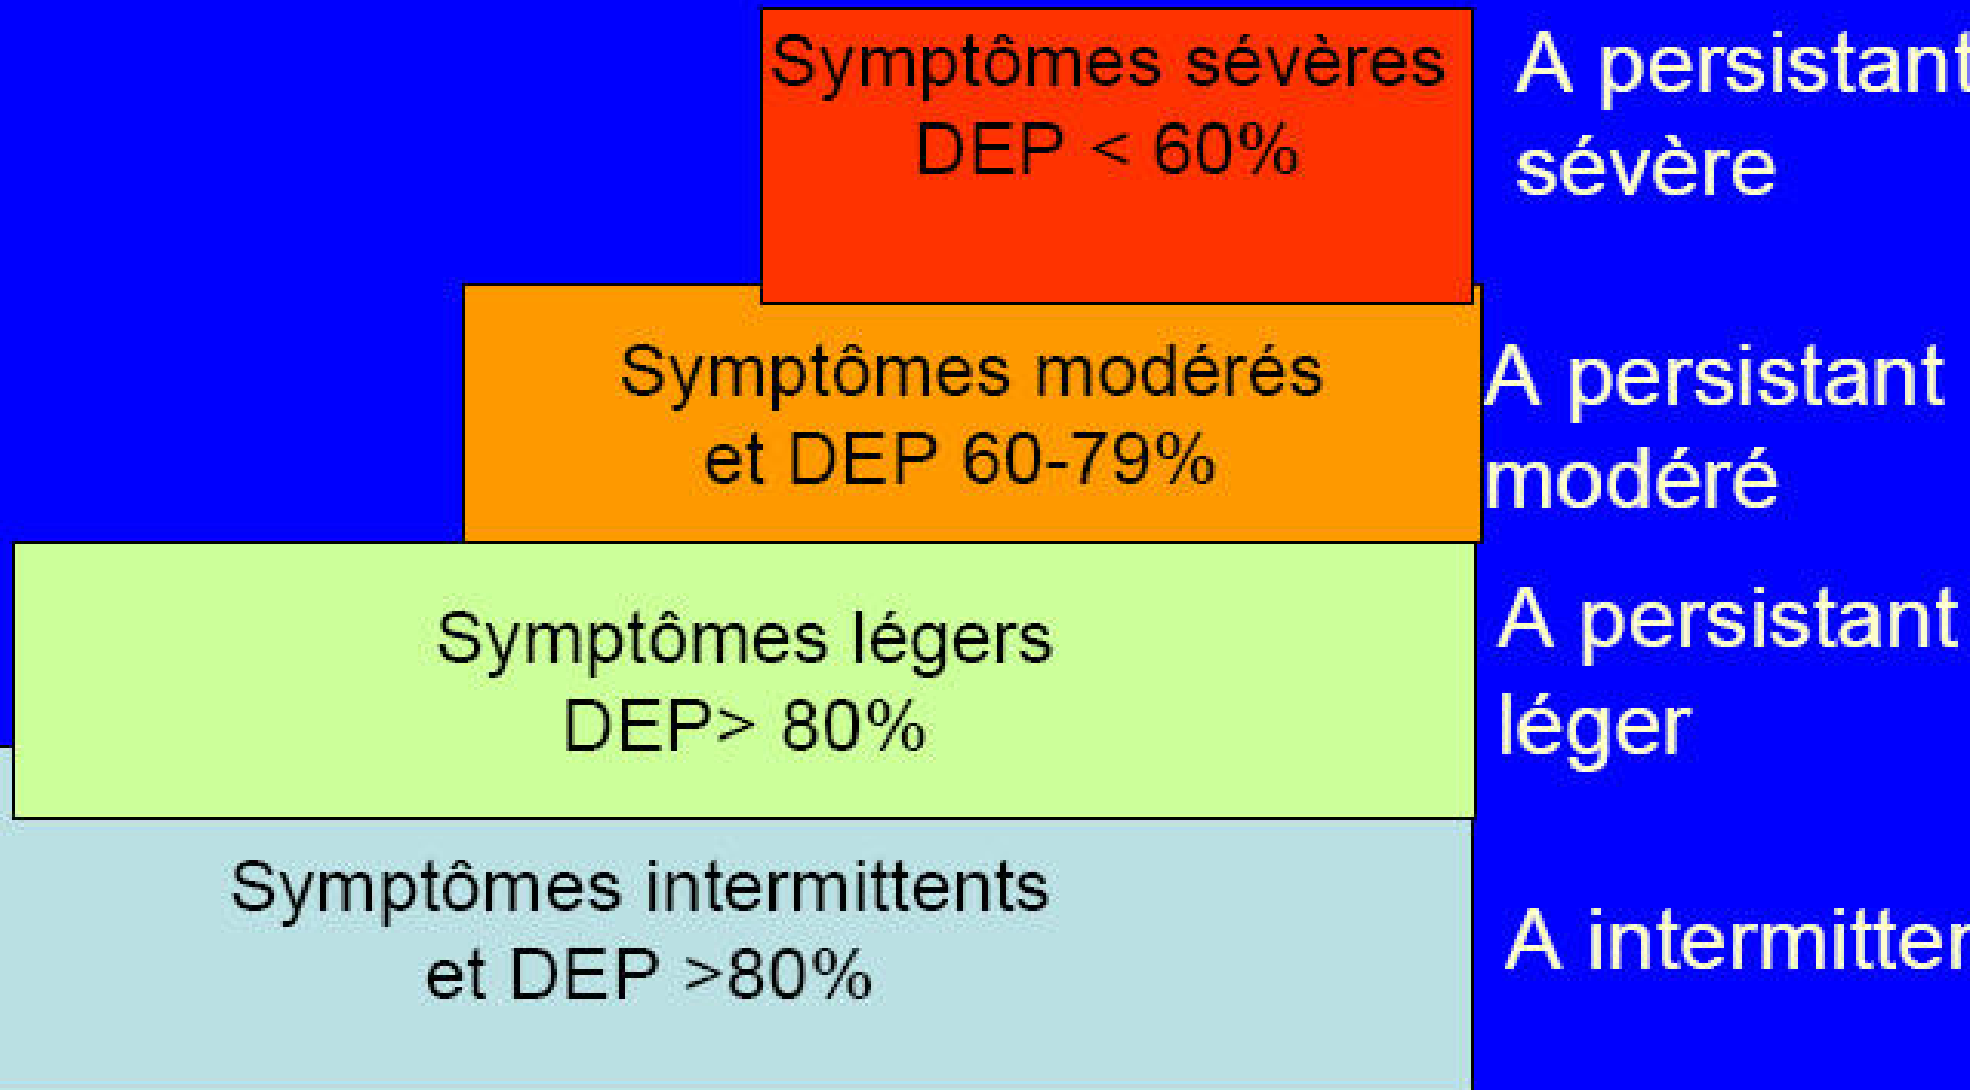 Symptômes sévères
DEP < 60%
A persistant
sévère
Symptômes modérés
et DEP 60-79%
A persistant
modéré
Symptômes légers
DEP> 80%
A persistant
léger
Symptômes intermittents
et DEP >80%
A